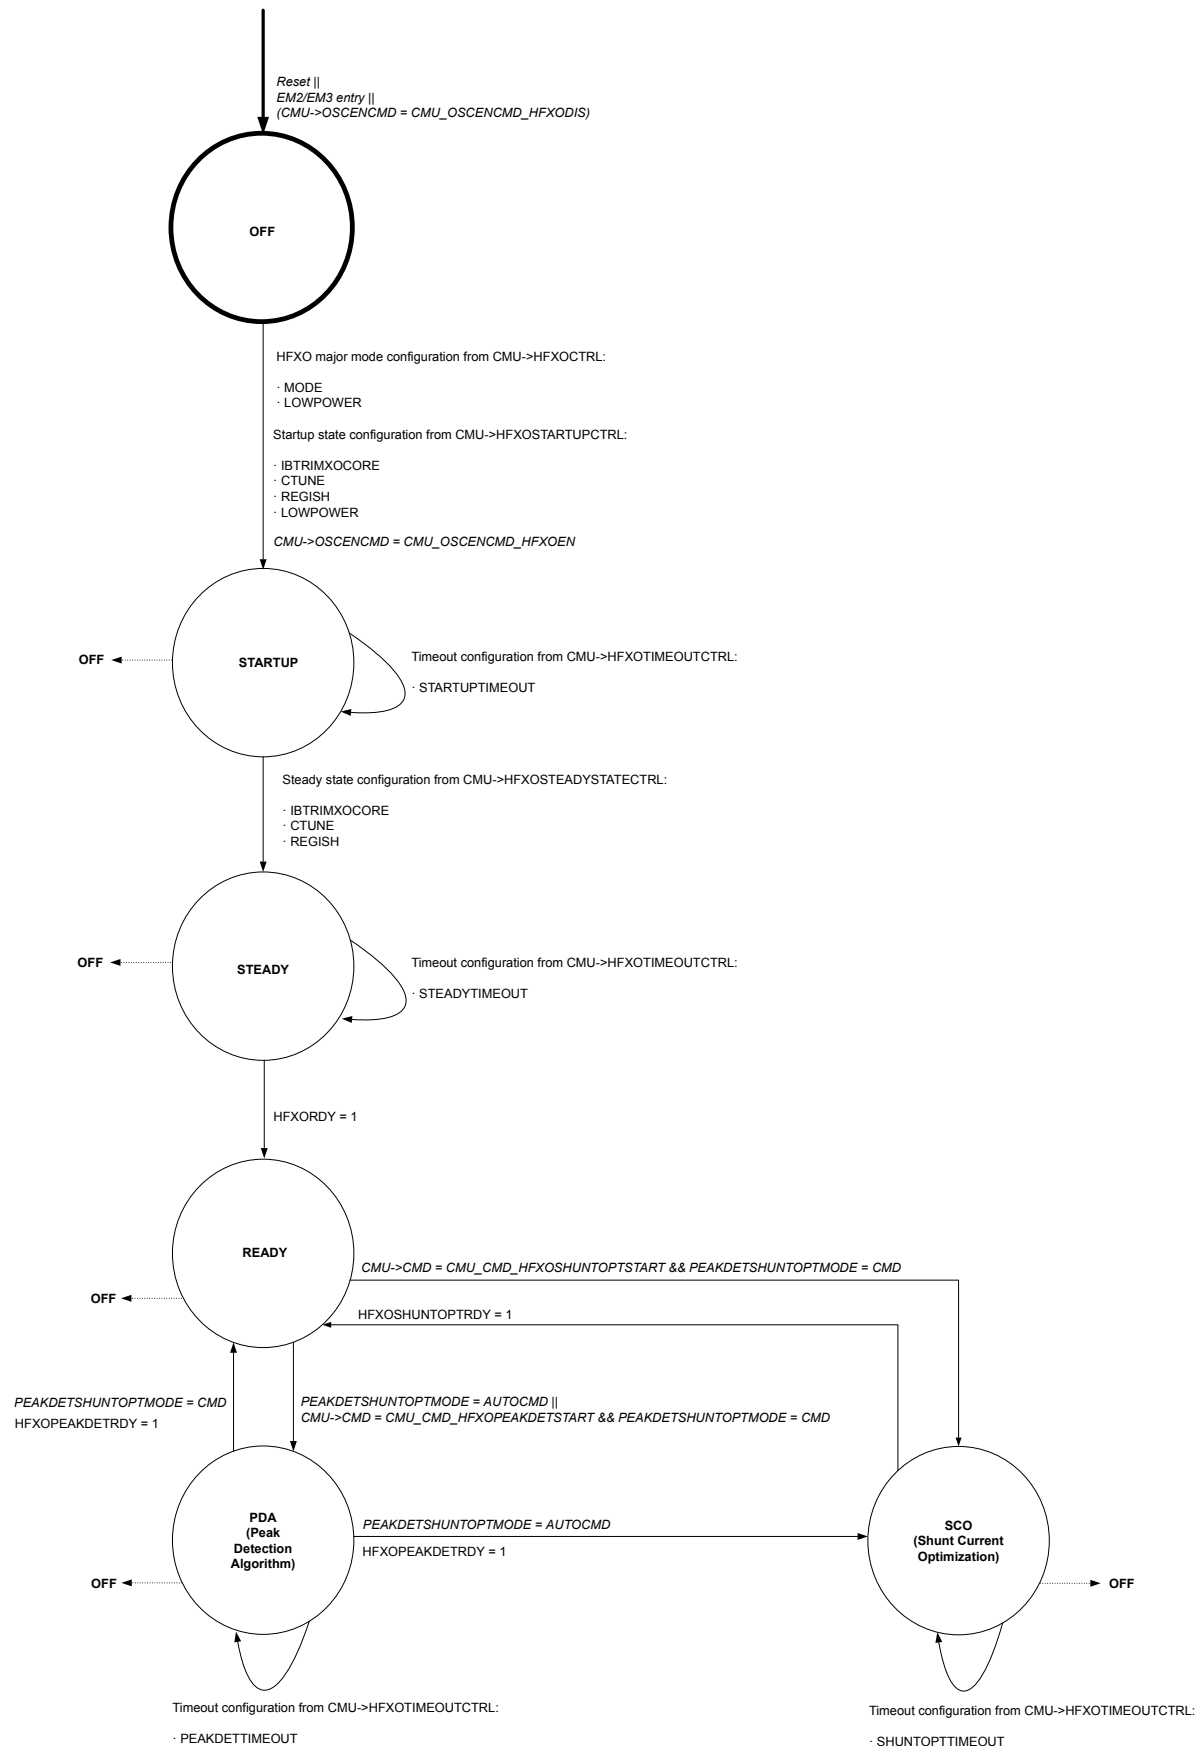 Reset ||
EM2/EM3 entry ||
(CMU->OSCENCMD = CMU_OSCENCMD_HFXODIS)
OFF
HFXO major mode configuration from CMU->HFXOCTRL:
· MODE
· LOWPOWER
Startup state configuration from CMU->HFXOSTARTUPCTRL:
· IBTRIMXOCORE
· CTUNE
· REGISH
· LOWPOWER
CMU->OSCENCMD = CMU_OSCENCMD_HFXOEN
OFF
STARTUP
Timeout configuration from CMU->HFXOTIMEOUTCTRL:
· STARTUPTIMEOUT
Steady state configuration from CMU->HFXOSTEADYSTATECTRL:
· IBTRIMXOCORE
· CTUNE
· REGISH
OFF
STEADY
Timeout configuration from CMU->HFXOTIMEOUTCTRL:
· STEADYTIMEOUT
HFXORDY = 1
READY
CMU->CMD = CMU_CMD_HFXOSHUNTOPTSTART && PEAKDETSHUNTOPTMODE = CMD
OFF
HFXOSHUNTOPTRDY = 1
PEAKDETSHUNTOPTMODE = CMD
HFXOPEAKDETRDY = 1
PEAKDETSHUNTOPTMODE = AUTOCMD ||
CMU->CMD = CMU_CMD_HFXOPEAKDETSTART && PEAKDETSHUNTOPTMODE = CMD
PDA
(Peak
Detection
Algorithm)
PEAKDETSHUNTOPTMODE = AUTOCMD
HFXOPEAKDETRDY = 1
SCO
(Shunt Current
Optimization)
OFF
OFF
Timeout configuration from CMU->HFXOTIMEOUTCTRL:
· PEAKDETTIMEOUT
Timeout configuration from CMU->HFXOTIMEOUTCTRL:
· SHUNTOPTTIMEOUT